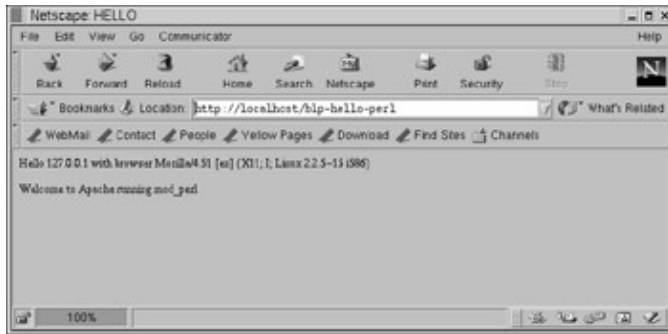 Netscape: HELLO
File Edit View Go Communicator Help
Back Forward Reload Home Search Netscape Print Security Stop
N
Bookmarks Location: http://localhost/blp-hello-perl What's Related
WebMail Contact People Yellow Pages Download Find Sites Channels
Hello 127.0.0.1 with browser Mozilla/4.51 [en] (X11; I; Linux 2.2.5-15 i586)
Welcome to Apache running mod_perl
100%